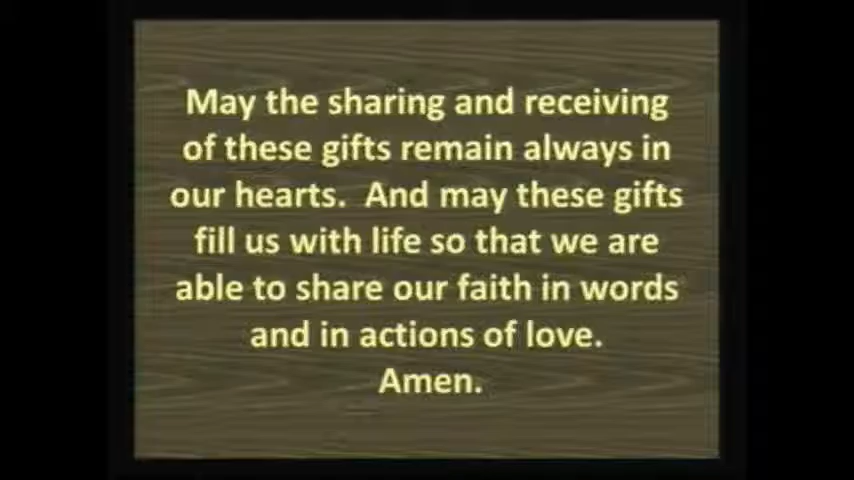 May the sharing and receiving
of these gifts remain always in
our hearts.  And may these gifts
fill us with life so that we are
able to share our faith in words
and in actions of love.
Amen.